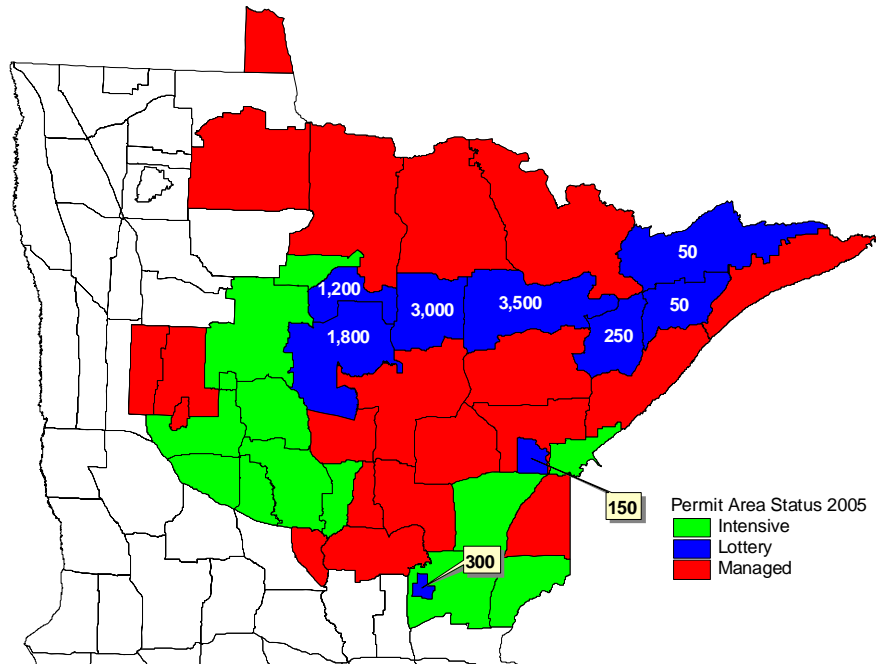 50
1,200
3,000
3,500
50
1,800
250
150
Permit Area Status 2005
Intensive
Lottery
Managed
300